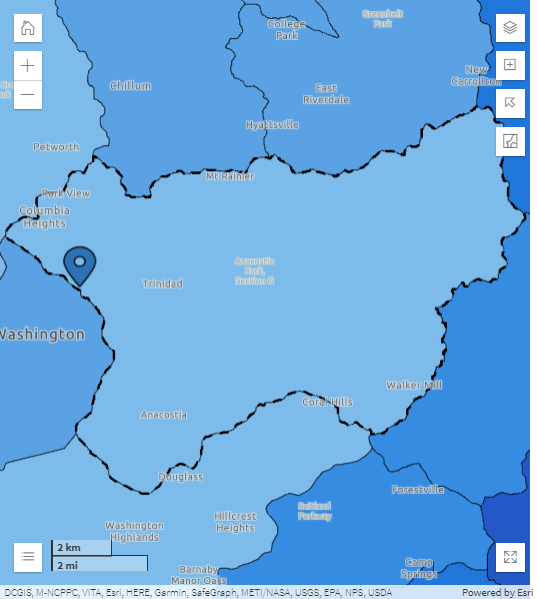 College
Park
Greenbelt
Park
New
Carrollton
Chillum
East
Riverdale
Hyattsville
Petworth
Mt Rainier
Park View
Columbia
Heights
Anacostia
Park,
Section G
Trinidad
Washington
Walker Mill
Coral Hills
Anacostia
Douglass
Forestville
Suitland
Parkway
Hillcrest
Heights
Washington
Highlands
2 km
2 mi
Camp
Springs
Barnaby
Manor Oaks
DCGIS, M-NCPPC, VITA, Esri, HERE, Garmin, SafeGraph, METI/NASA, USGS, EPA, NPS, USDA
Powered by Esri